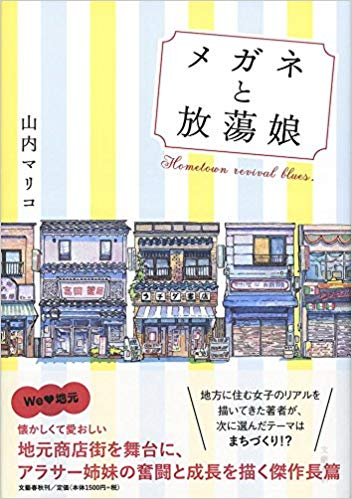 メガネ
と
放蕩娘
Hometown revival blues.
山内マリコ
We♥地元
懐かしくて愛おしい
地元商店街を舞台に、
アラサー姉妹の奮闘と成長を描く傑作長篇
文藝春秋刊/定価(本体1500円+税)
地方に住む女子のリアルを
描いてきた著者が、
次に選んだテーマは
まちづくり!?